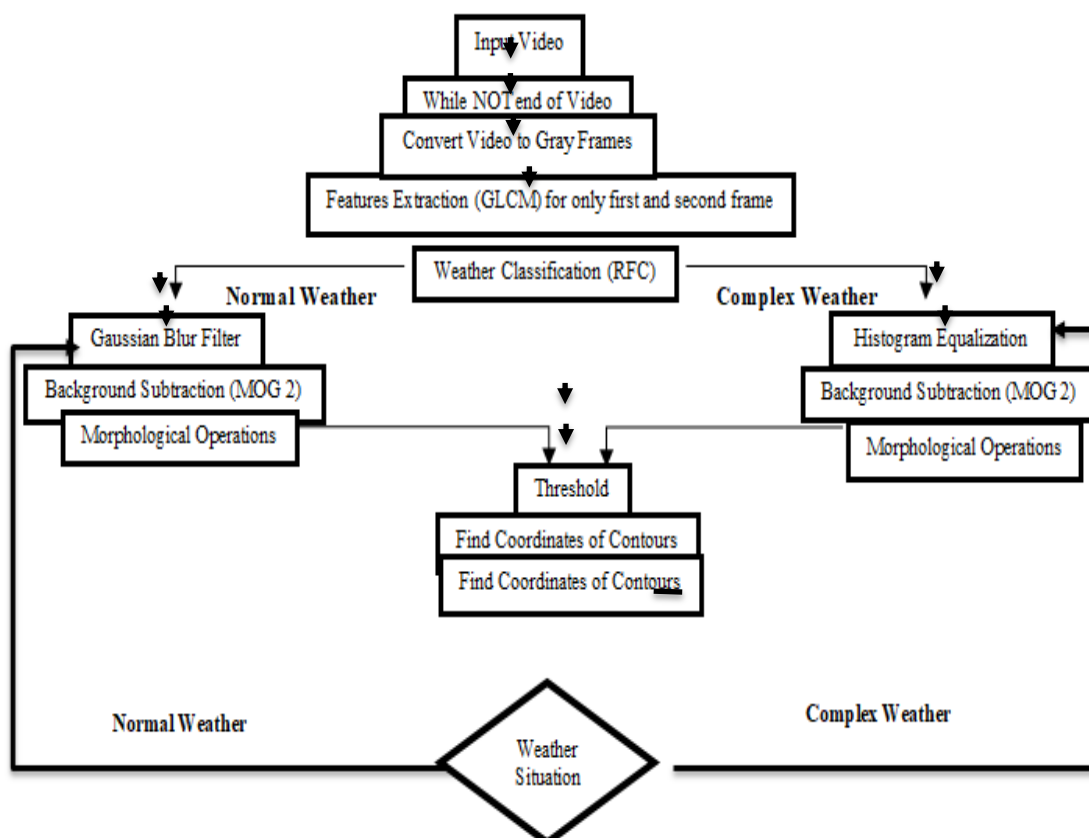 Input Video
While NOT end of Video
Convert Video to Gray Frames
Features Extraction (GLCM) for only first and second frame
Weather Classification (RFC)
Normal Weather
Complex Weather
Gaussian Blur Filter
Histogram Equalization
Background Subtraction (MOG 2)
Background Subtraction (MOG 2)
Morphological Operations
Morphological Operations
Threshold
Find Coordinates of Contours
Find Coordinates of Contours
Normal Weather
Complex Weather
Weather
Situation